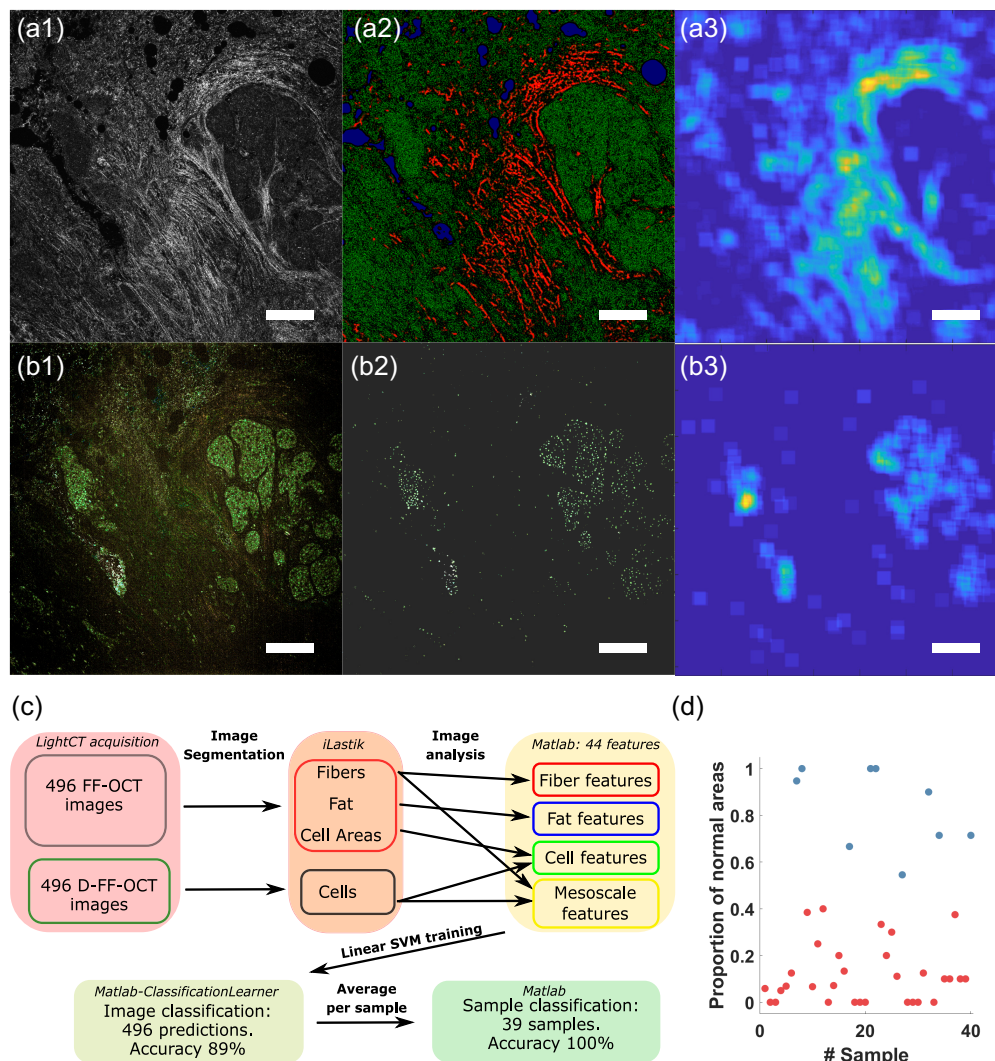 (a1)
(a2)
(a3)
(b1)
(b2)
(b3)
(c)
(d)
LightCT acquisition
Image
Segmentation
iLastik
Image
analysis
Matlab: 44 features
496 FF-OCT
images
Fibers
Fat
Cell Areas
Fiber features
Fat features
Cell features
496 D-FF-OCT
images
Cells
Mesoscale
features
Linear SVM training
Matlab-ClassificationLearner
Image classification:
496 predictions.
Accuracy 89%
Average
per sample
Matlab
Sample classification:
39 samples.
Accuracy 100%
Proportion of normal areas
1
0.8
0.6
0.4
0.2
0
0
20
40
# Sample